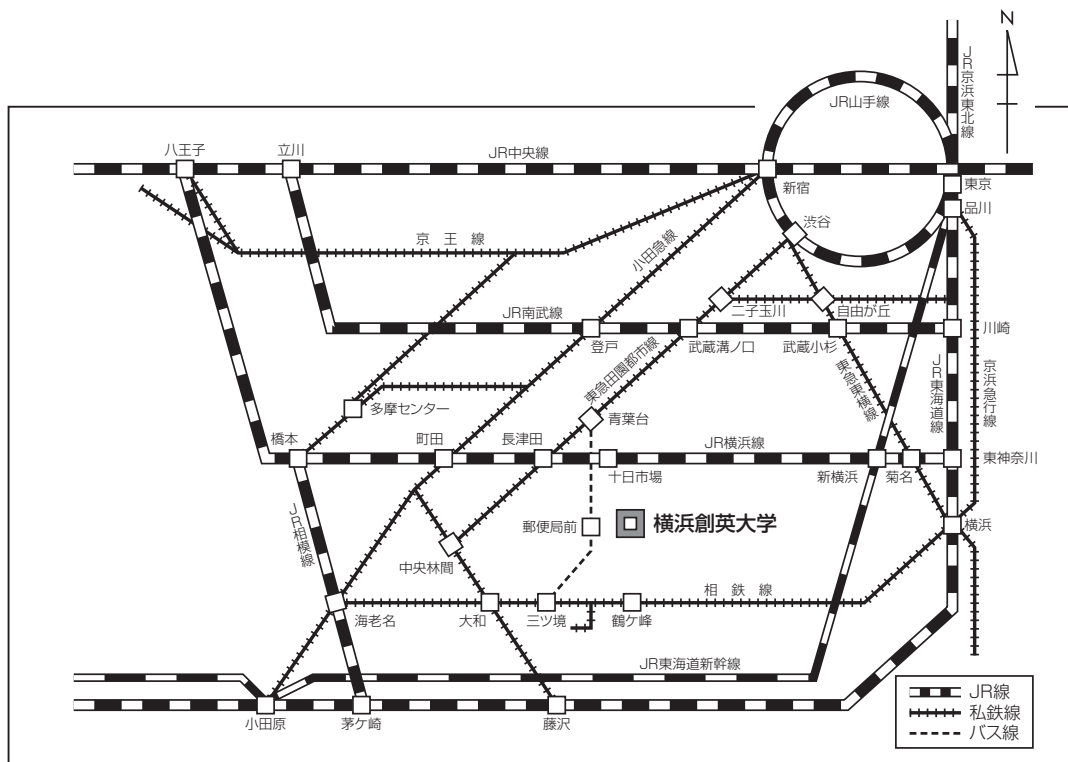 N
JR京浜東北線
JR山手線
八王子
立川
JR中央線
新宿
東京
品川
渋谷
京王線
小田急線
二子玉川
自由が丘
JR南武線
登戸
武蔵溝ノ口
武蔵小杉
川崎
東急田園都市線
東急東横線
JR東海道線
京浜急行線
多摩センター
青葉台
橋本
町田
長津田
JR横浜線
十日市場
新横浜
菊名
東神奈川
JR相模線
郵便局前
横浜創英大学
横浜
中央林間
相鉄線
海老名
大和
三ツ境
鶴ケ峰
JR東海道新幹線
小田原
茅ケ崎
藤沢
JR線
私鉄線
バス線